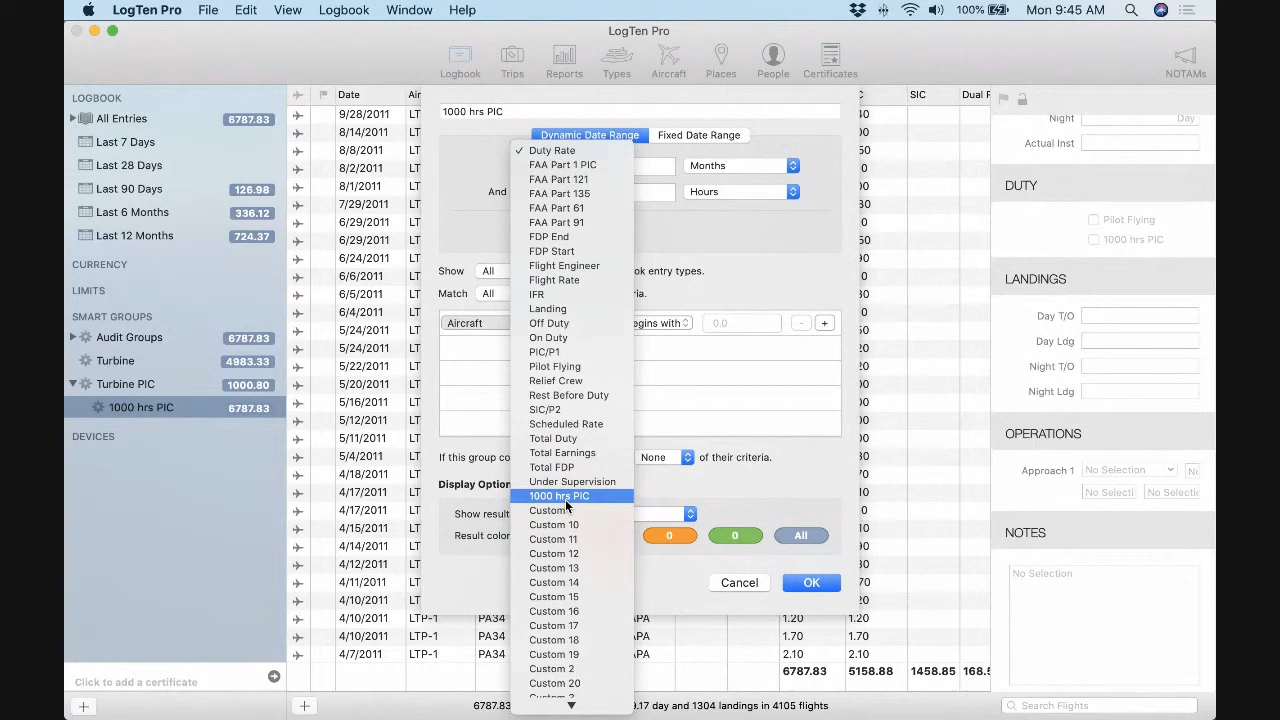 LogTen Pro File Edit View Logbook Window Help 100% Mon 9:45 AM
LogTen Pro
Logbook Trips Reports Types Aircraft Places People Certificates NOTAMs
LOGBOOK
All Entries 6787.83
Last 7 Days
Last 28 Days
Last 90 Days 126.98
Last 6 Months 336.12
Last 12 Months 724.37
CURRENCY
LIMITS
SMART GROUPS
Audit Groups 6787.83
Turbine 4983.33
Turbine PIC 1000.80
1000 hrs PIC 6787.83
DEVICES
Click to add a certificate
Date
9/28/2011
8/14/2011
8/8/2011
8/2/2011
8/1/2011
7/29/2011
6/29/2011
6/29/2011
6/24/2011
6/6/2011
6/5/2011
6/4/2011
5/24/2011
5/24/2011
5/22/2011
5/20/2011
5/16/2011
5/12/2011
5/11/2011
5/4/2011
4/18/2011
4/17/2011
4/17/2011
4/15/2011
4/14/2011
4/12/2011
4/11/2011
4/10/2011
4/10/2011 LTP-1 PA34 1.20 1.20
4/10/2011 LTP-1 PA34 1.70 1.70
4/7/2011 LTP-1 PA34 2.10 2.10
6787.83 5158.88 1458.85 168.5
SIC
1000 hrs PIC
Dynamic Date Range Fixed Date Range
Months
And Hours
Show All
Match All
Aircraft 0.0 - +
If this group None of their criteria.
Show
0 0 All
Cancel OK
Duty Rate
FAA Part 1 PIC
FAA Part 121
FAA Part 135
FAA Part 61
FAA Part 91
FDP End
FDP Start
Flight Engineer
Flight Rate
IFR
Landing
Off Duty
On Duty
PIC/P1
Pilot Flying
Relief Crew
Rest Before Duty
SIC/P2
Scheduled Rate
Total Duty
Total Earnings
Total FDP
Under Supervision
1000 hrs PIC
Custom
Custom 10
Custom 11
Custom 12
Custom 13
Custom 14
Custom 15
Custom 16
Custom 17
Custom 18
Custom 19
Custom 2
Custom 20
day and 1304 landings in 4105 flights
Night Day
Actual Inst
DUTY
Pilot Flying
1000 hrs PIC
LANDINGS
Day T/O
Day Ldg
Night T/O
Night Ldg
OPERATIONS
Approach 1 No Selection
NOTES
No Selection
Search Flights